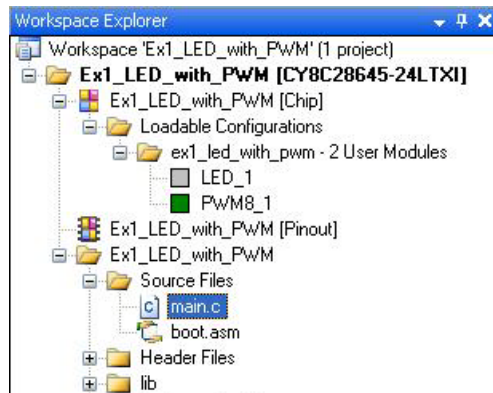 Workspace Explorer
Workspace 'Ex1_LED_with_PWM' (1 project)
Ex1_LED_with_PWM [CY8C28645-24LTXI]
Ex1_LED_with_PWM [Chip]
Loadable Configurations
ex1_led_with_pwm - 2 User Modules
LED_1
PWM8_1
Ex1_LED_with_PWM [Pinout]
Ex1_LED_with_PWM
Source Files
main.c
boot.asm
Header Files
lib